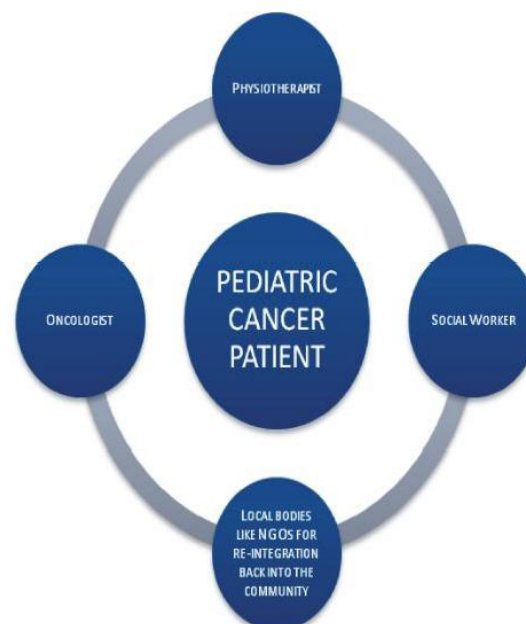 PHYSIOTHERAPIST
PEDIATRIC
CANCER
PATIENT
ONCOLOGIST
SOCIAL WORKER
LOCAL BODIES
LIKE NGOS FOR
RE-INTEGRATION
BACK INTO THE
COMMUNITY